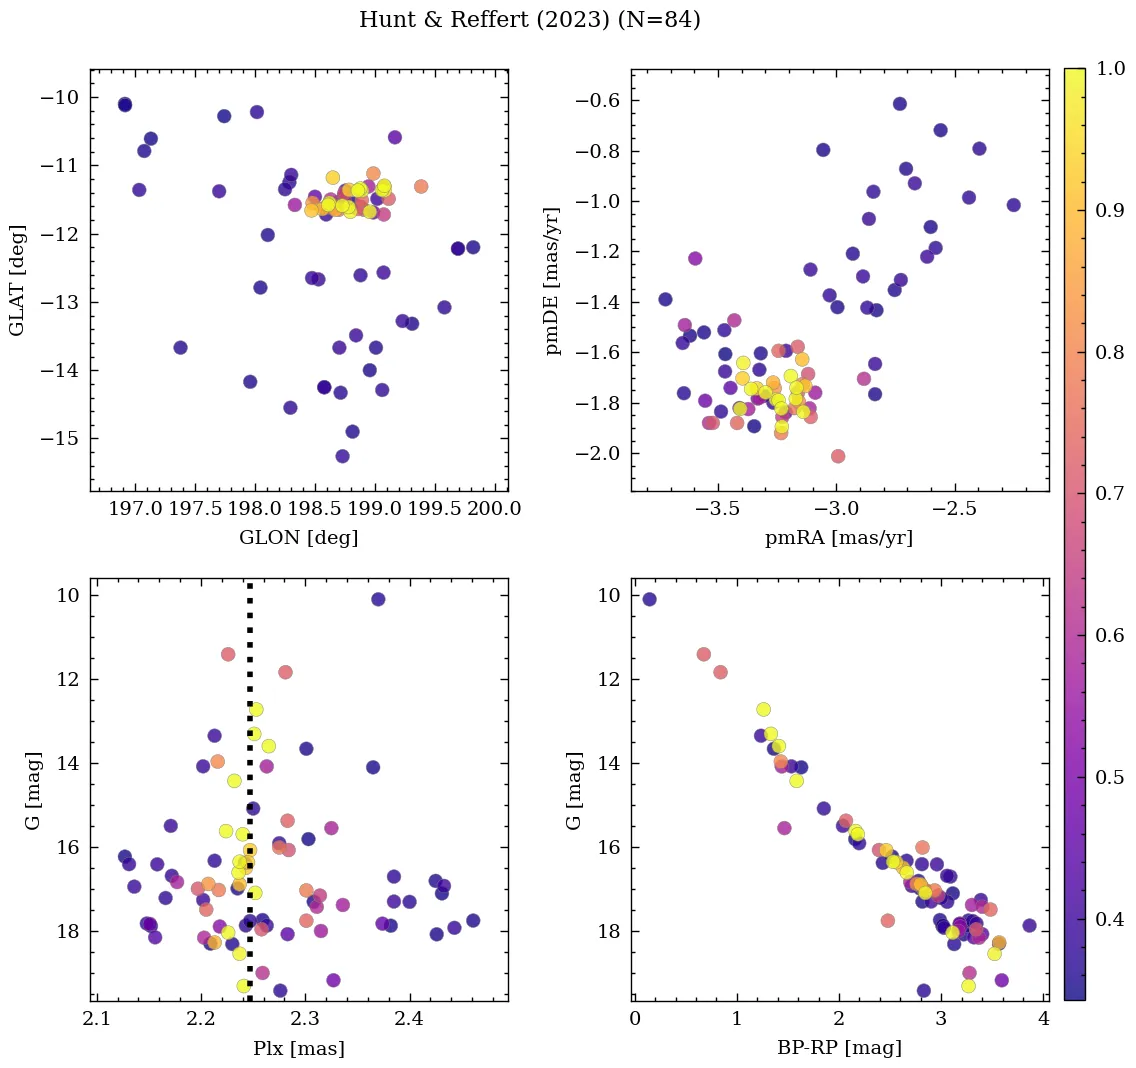 Hunt & Reffert (2023) (N=84)
−10
−11
−12
−13
−14
−15
GLAT [deg]
197.0 197.5 198.0 198.5 199.0 199.5 200.0
GLON [deg]
−0.6
−0.8
−1.0
−1.2
−1.4
−1.6
−1.8
−2.0
pmDE [mas/yr]
−3.5 −3.0 −2.5
pmRA [mas/yr]
1.0
0.9
0.8
0.7
0.6
0.5
0.4
10
12
14
16
18
G [mag]
2.1 2.2 2.3 2.4
Plx [mas]
10
12
14
16
18
G [mag]
0 1 2 3 4
BP-RP [mag]